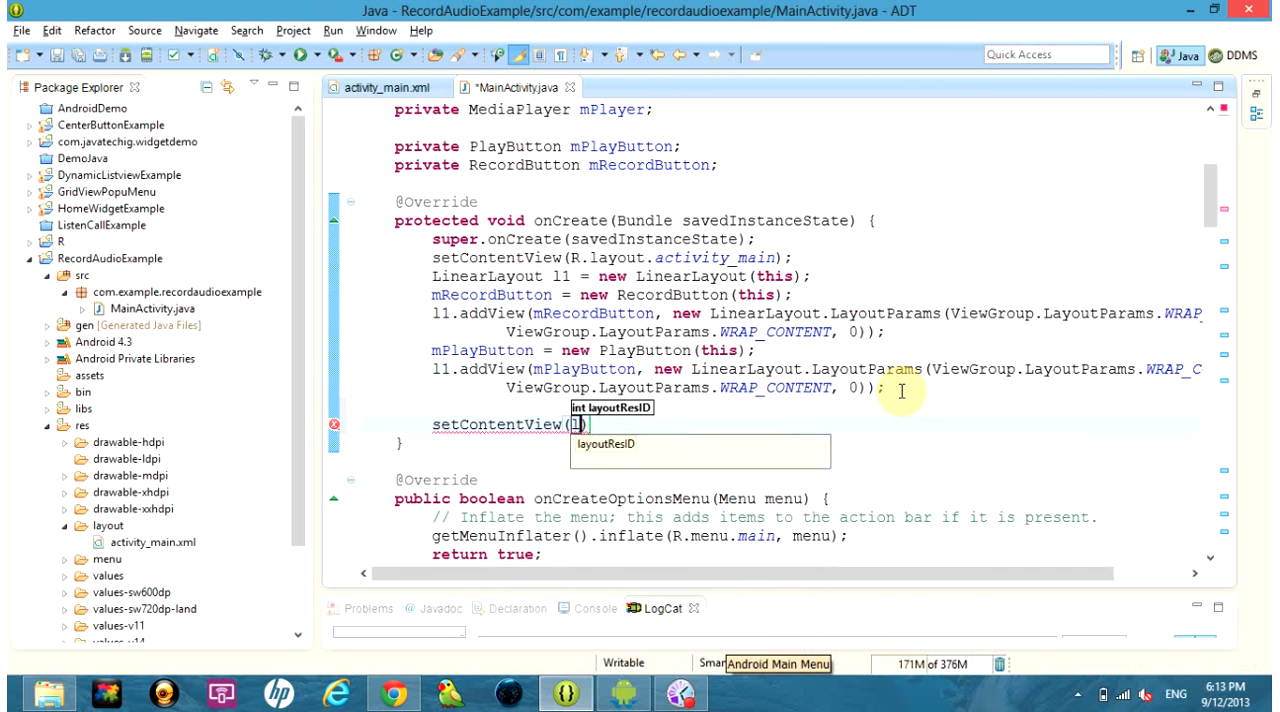 Java - RecordAudioExample/src/com/example/recordaudioexample/MainActivity.java - ADT
File Edit Refactor Source Navigate Search Project Run Window Help
Quick Access
Java
DDMS
Package Explorer
AndroidDemo
CenterButtonExample
com.javatechig.widgetdemo
DemoJava
DynamicListviewExample
GridViewPopuMenu
HomeWidgetExample
ListenCallExample
R
RecordAudioExample
src
com.example.recordaudioexample
MainActivity.java
gen [Generated Java Files]
Android 4.3
Android Private Libraries
assets
bin
libs
res
drawable-hdpi
drawable-ldpi
drawable-mdpi
drawable-xhdpi
drawable-xxhdpi
layout
activity_main.xml
menu
values
values-sw600dp
values-sw720dp-land
values-v11
values-v14
activity_main.xml
*MainActivity.java
private MediaPlayer mPlayer;
private PlayButton mPlayButton;
private RecordButton mRecordButton;
@Override
protected void onCreate(Bundle savedInstanceState) {
super.onCreate(savedInstanceState);
setContentView(R.layout.activity_main);
LinearLayout l1 = new LinearLayout(this);
mRecordButton = new RecordButton(this);
l1.addView(mRecordButton, new LinearLayout.LayoutParams(ViewGroup.LayoutParams.WRAP_
ViewGroup.LayoutParams.WRAP_CONTENT, 0));
mPlayButton = new PlayButton(this);
l1.addView(mPlayButton, new LinearLayout.LayoutParams(ViewGroup.LayoutParams.WRAP_C
ViewGroup.LayoutParams.WRAP_CONTENT, 0));
int layoutResID
setContentView(l)
layoutResID
}
@Override
public boolean onCreateOptionsMenu(Menu menu) {
// Inflate the menu; this adds items to the action bar if it is present.
getMenuInflater().inflate(R.menu.main, menu);
return true;
Problems @ Javadoc Declaration Console LogCat
Writable
Smar
Android Main Menu
171M of 376M
ENG
6:13 PM
9/12/2013